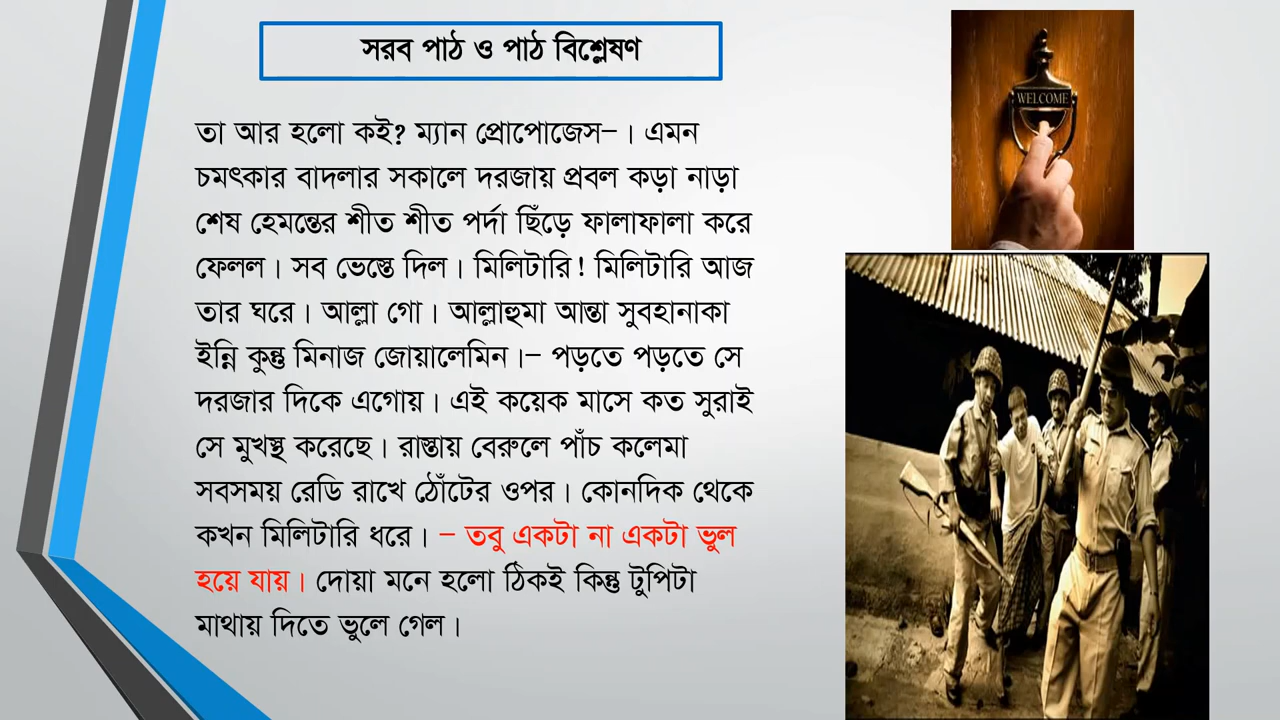 সরব পাঠ ও পাঠ বিশ্লেষণ
তা আর হলো কই? ম্যান প্রোপোজেস–। এমন
চমৎকার বাদলার সকালে দরজায় প্রবল কড়া নাড়া
শেষ হেমন্তের শীত শীত পর্দা ছিঁড়ে ফালাফালা করে
ফেলল। সব ভেস্তে দিল। মিলিটারি! মিলিটারি আজ
তার ঘরে। আল্লা গো। আল্লাহুমা আন্তা সুবহানাকা
ইন্নি কুন্তু মিনাজ জোয়ালেমিন।– পড়তে পড়তে সে
দরজার দিকে এগোয়। এই কয়েক মাসে কত সুরাই
সে মুখস্থ করেছে। রাস্তায় বেরুলে পাঁচ কলেমা
সবসময় রেডি রাখে ঠোঁটের ওপর। কোনদিক থেকে
কখন মিলিটারি ধরে। – তবু একটা না একটা ভুল
হয়ে যায়। দোয়া মনে হলো ঠিকই কিন্তু টুপিটা
মাথায় দিতে ভুলে গেল।
WELCOME